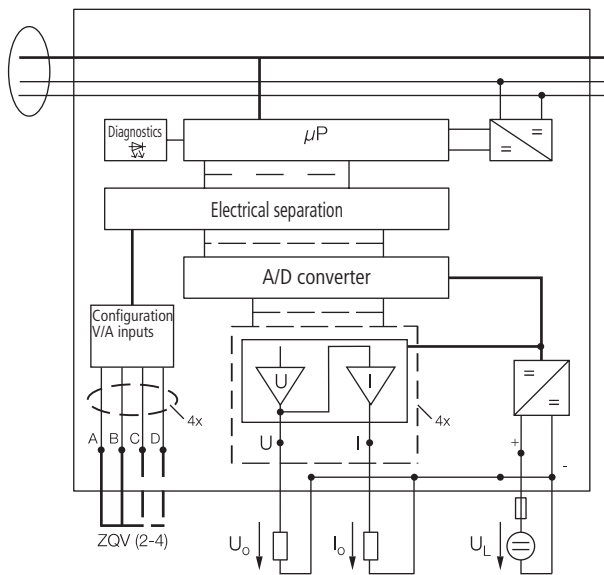 Diagnostics
µP
=
=
Electrical separation
A/D converter
Configuration
V/A inputs
U
I
=
=
4x
4x
A B C D
U
I
+
-
ZQV (2-4)
Uo
Io
UL
=